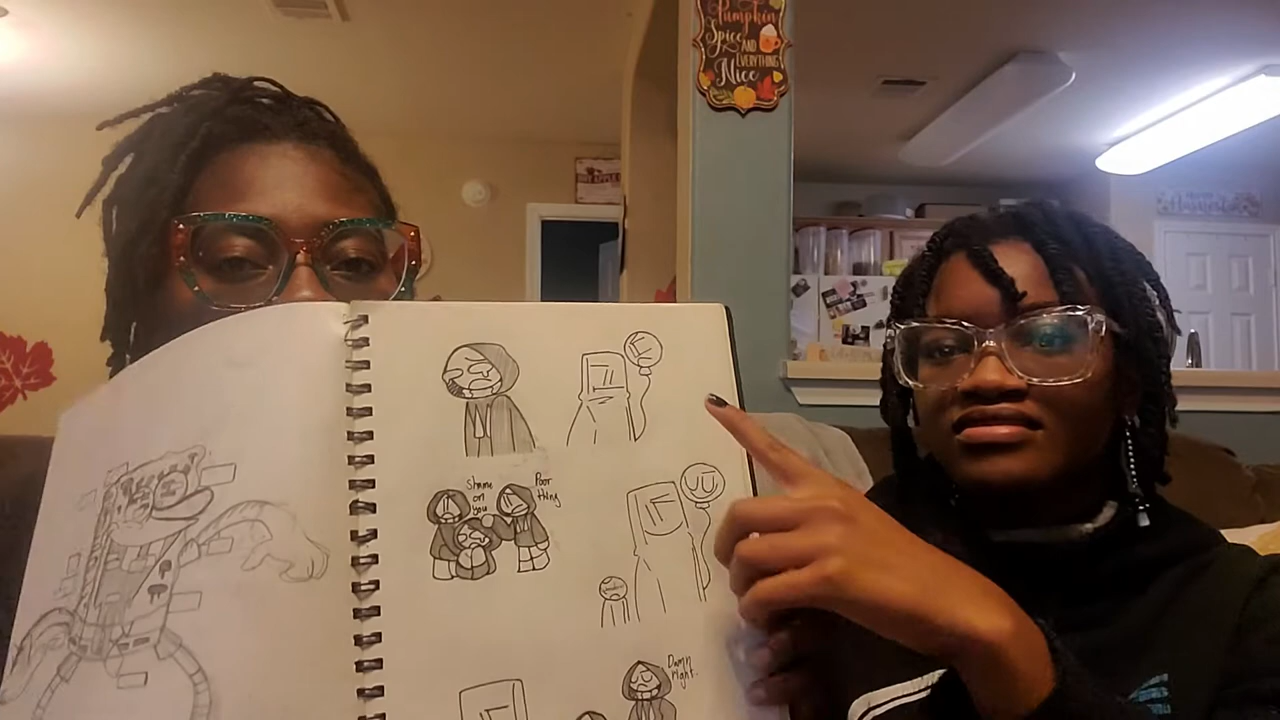 Pumpkin
Spice
AND
EVERYTHING
Nice
Shame
on
you
Poor
thing
Damn
right.